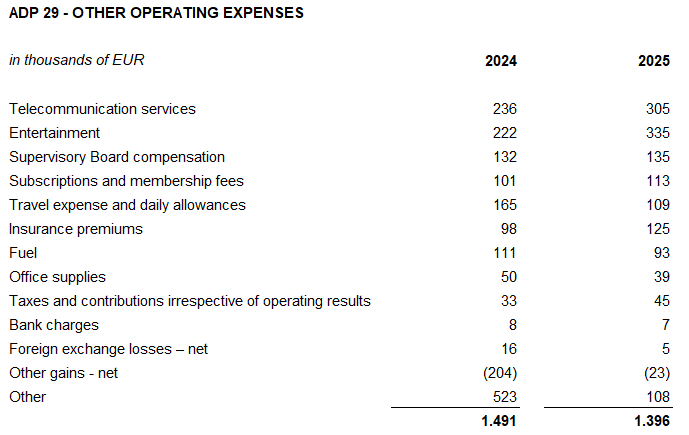 ADP 29 - OTHER OPERATING EXPENSES
in thousands of EUR 2024 2025
Telecommunication services 236 305
Entertainment 222 335
Supervisory Board compensation 132 135
Subscriptions and membership fees 101 113
Travel expense and daily allowances 165 109
Insurance premiums 98 125
Fuel 111 93
Office supplies 50 39
Taxes and contributions irrespective of operating results 33 45
Bank charges 8 7
Foreign exchange losses – net 16 5
Other gains - net (204) (23)
Other 523 108
1.491 1.396